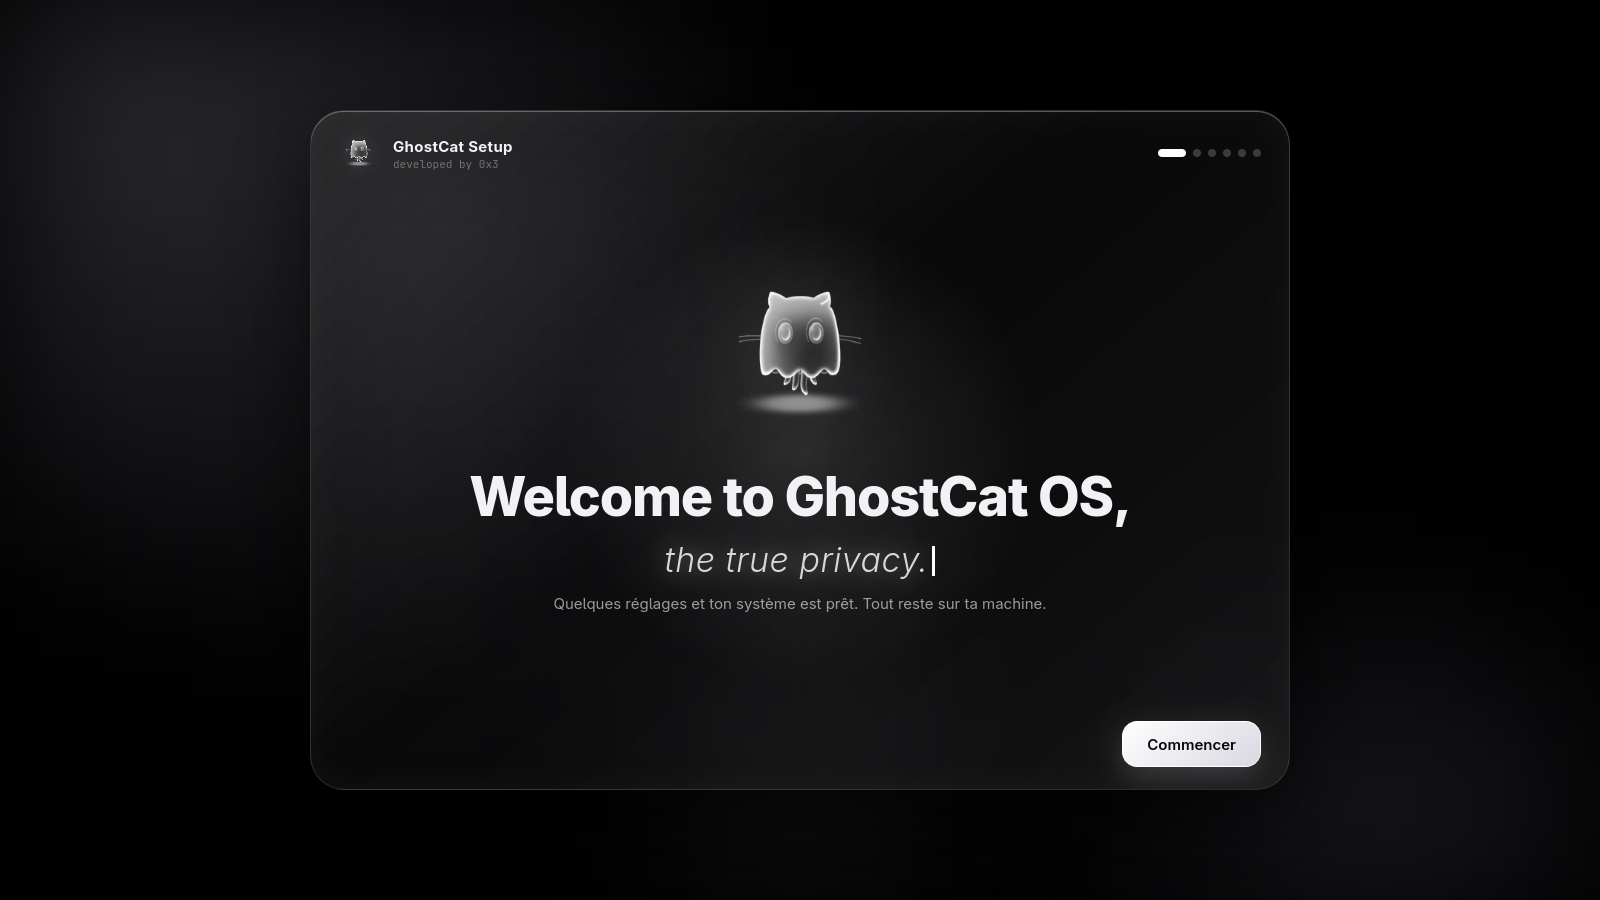 GhostCat Setup
developed by 0x3
Welcome to GhostCat OS,
the true privacy.
Quelques réglages et ton système est prêt. Tout reste sur ta machine.
Commencer